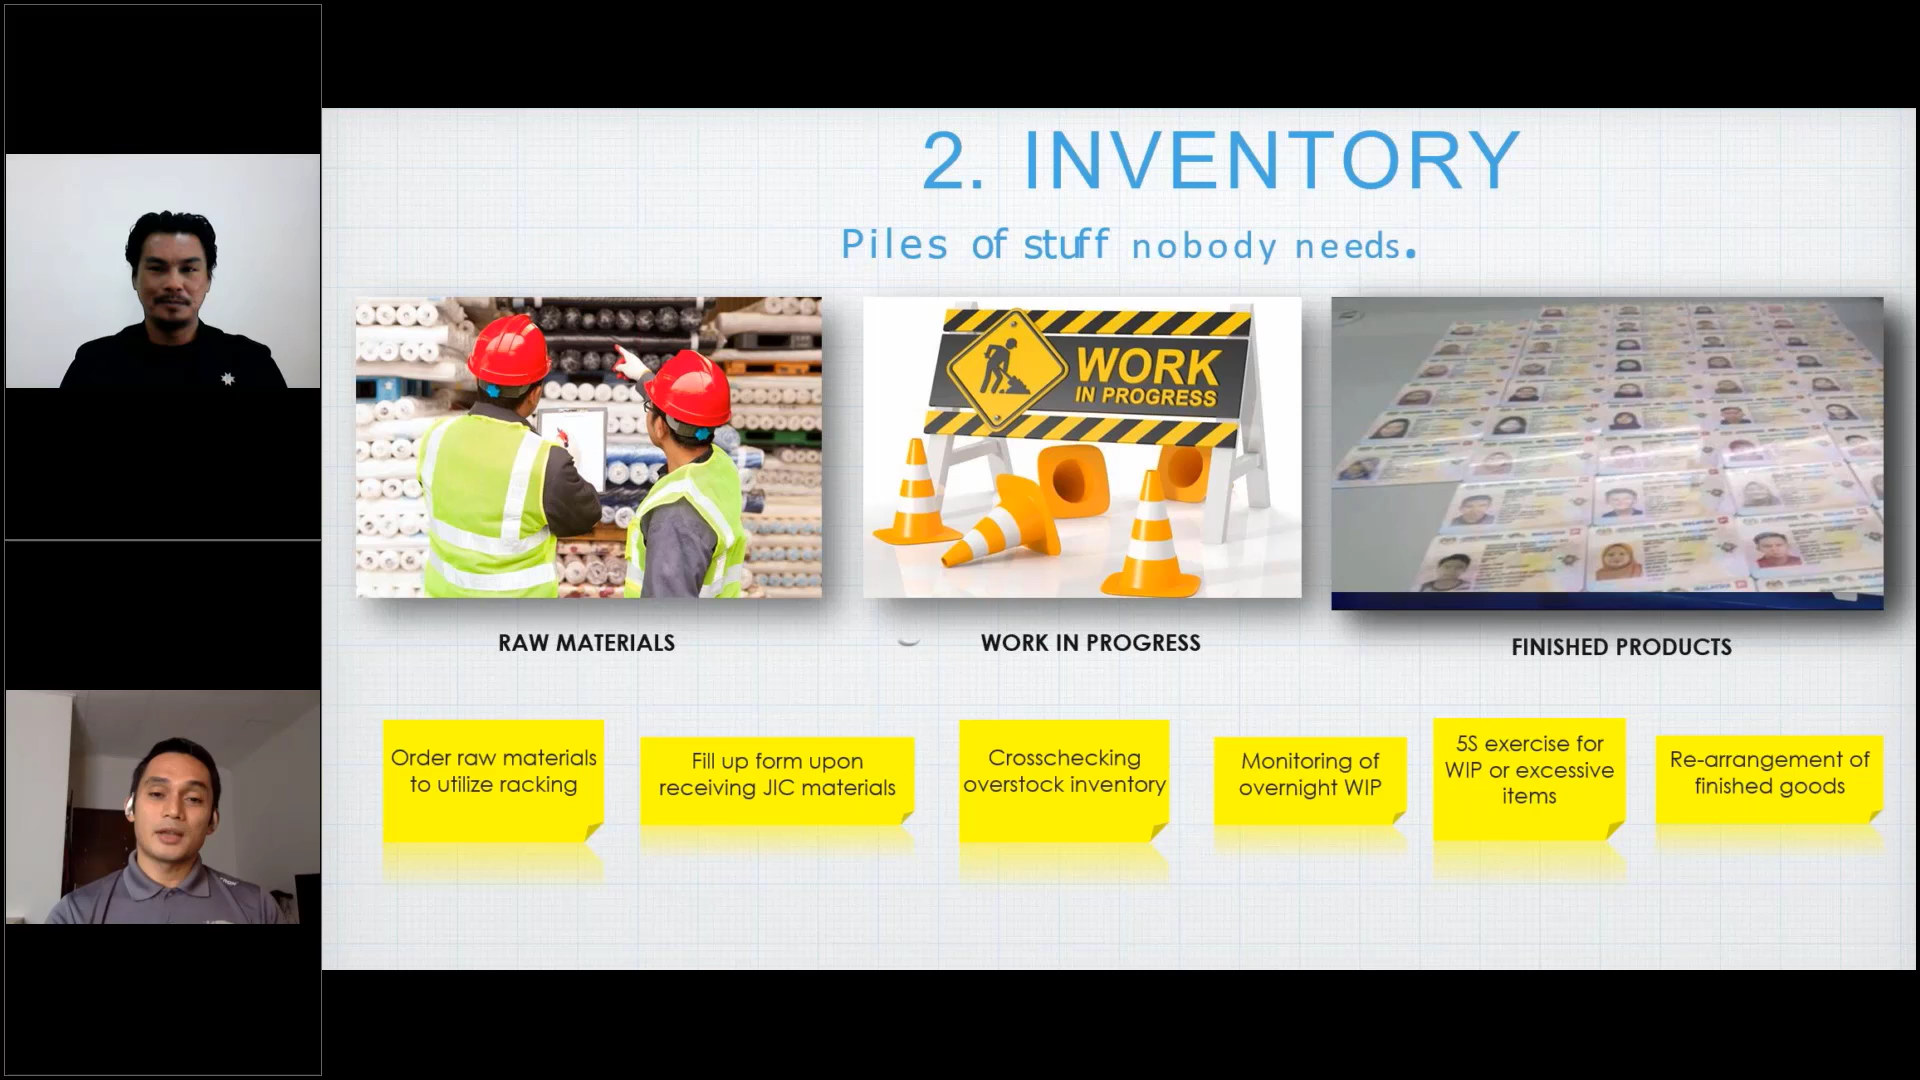 2. INVENTORY
Piles of stuff nobody needs.
WORK
IN PROGRESS
RAW MATERIALS
WORK IN PROGRESS
FINISHED PRODUCTS
Order raw materials
to utilize racking
Fill up form upon
receiving JIC materials
Crosschecking
overstock inventory
Monitoring of
overnight WIP
5S exercise for
WIP or excessive
items
Re-arrangement of
finished goods